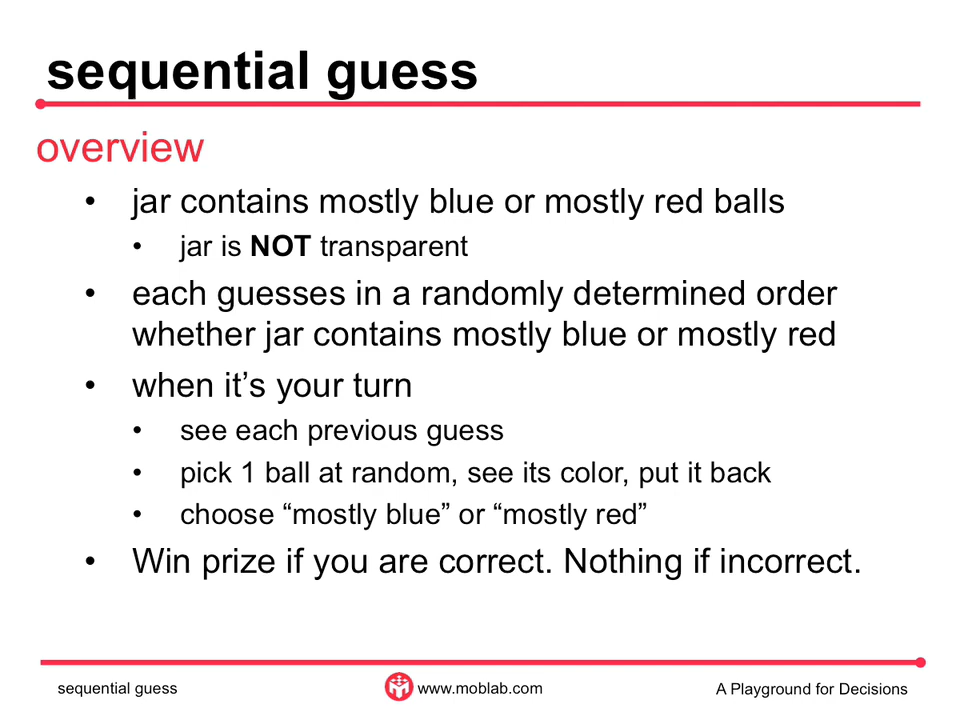 sequential guess
overview
• jar contains mostly blue or mostly red balls
• jar is NOT transparent
• each guesses in a randomly determined order
whether jar contains mostly blue or mostly red
• when it’s your turn
• see each previous guess
• pick 1 ball at random, see its color, put it back
• choose “mostly blue” or “mostly red”
• Win prize if you are correct. Nothing if incorrect.
sequential guess
www.moblab.com
A Playground for Decisions